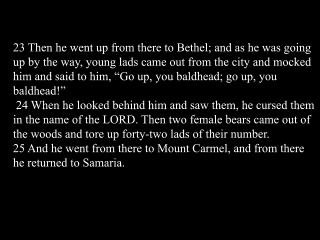 23 Then he went up from there to Bethel; and as he was going
up by the way, young lads came out from the city and mocked
him and said to him, “Go up, you baldhead; go up, you
baldhead!”
24 When he looked behind him and saw them, he cursed them
in the name of the LORD. Then two female bears came out of
the woods and tore up forty-two lads of their number.
25 And he went from there to Mount Carmel, and from there
he returned to Samaria.